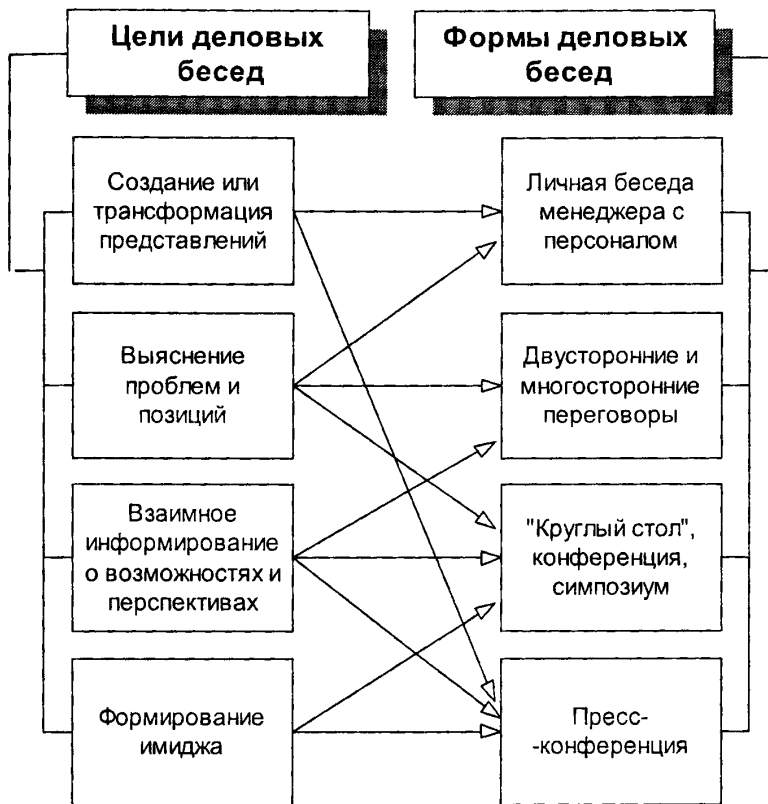 Цели деловых
бесед
Формы деловых
бесед
Создание или
трансформация
представлений
Личная беседа
менеджера с
персоналом
Выяснение
проблем и
позиций
Двусторонние и
многосторонние
переговоры
Взаимное
информирование
о возможностях и
перспективах
"Круглый стол",
конференция,
симпозиум
Формирование
имиджа
Пресс-
-конференция